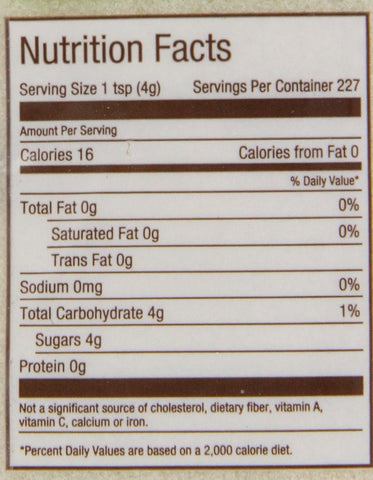 Nutrition Facts
Serving Size 1 tsp (4g) Servings Per Container 227
Amount Per Serving
Calories 16 Calories from Fat 0
% Daily Value*
Total Fat 0g 0%
Saturated Fat 0g 0%
Trans Fat 0g
Sodium 0mg 0%
Total Carbohydrate 4g 1%
Sugars 4g
Protein 0g
Not a significant source of cholesterol, dietary fiber, vitamin A,
vitamin C, calcium or iron.
*Percent Daily Values are based on a 2,000 calorie diet.